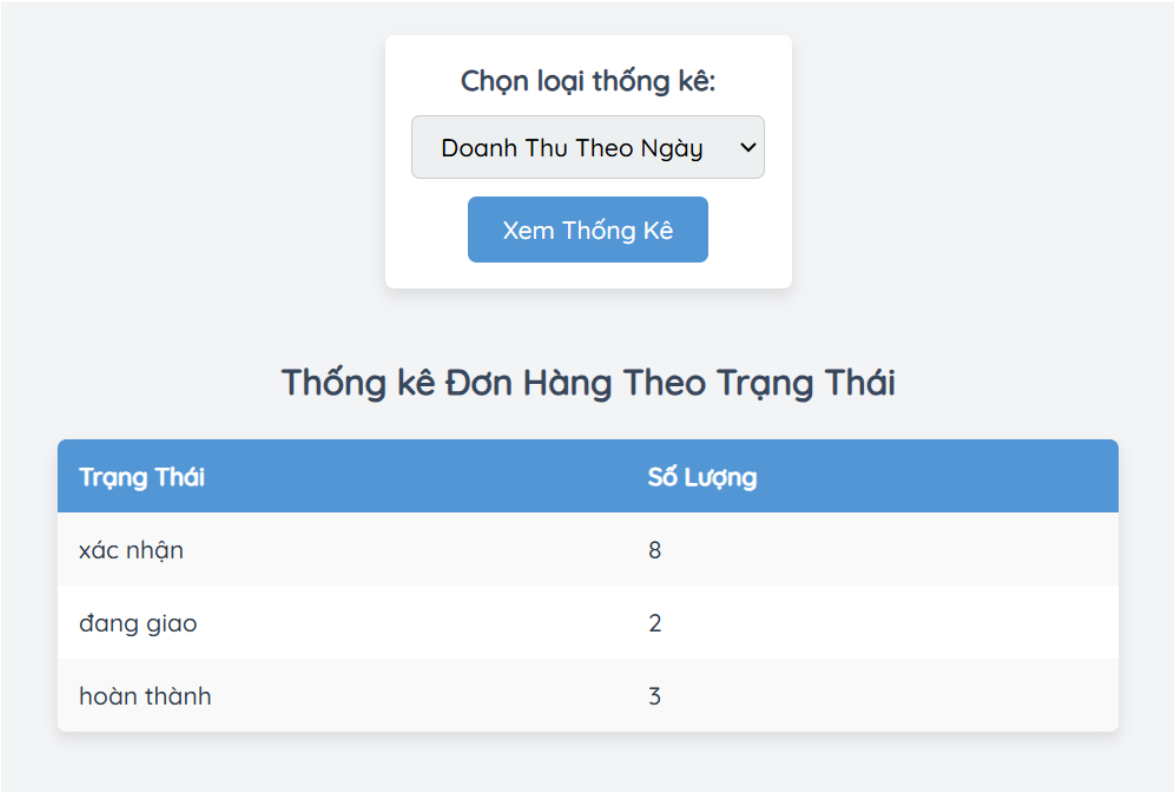 Chọn loại thống kê:
Doanh Thu Theo Ngày
Xem Thống Kê
Thống kê Đơn Hàng Theo Trạng Thái
Trạng Thái Số Lượng
xác nhận 8
đang giao 2
hoàn thành 3